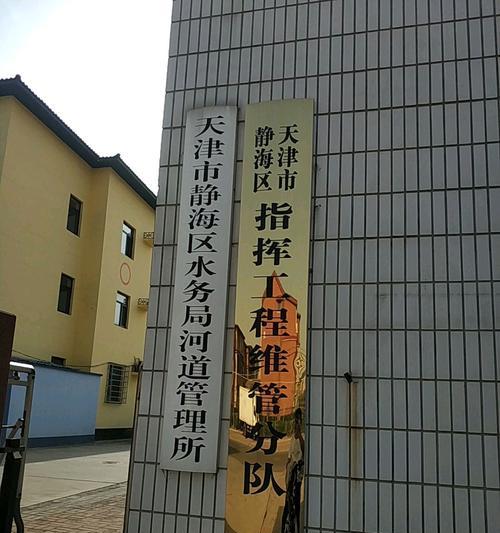 天津市静海区水务局河道管理所
天津市
静海区
指挥工程维管分队